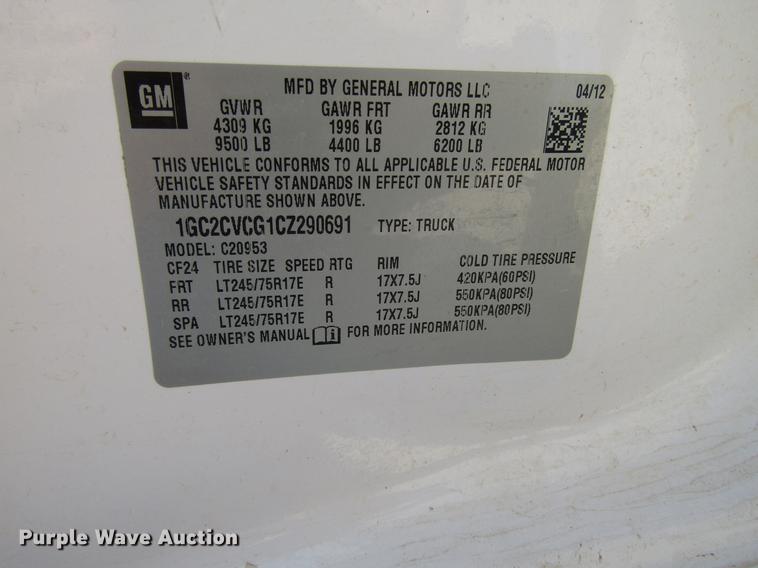 GM
MFD BY GENERAL MOTORS LLC 04/12
GVWR GAWR FRT GAWR RR
4309 KG 1996 KG 2812 KG
9500 LB 4400 LB 6200 LB
THIS VEHICLE CONFORMS TO ALL APPLICABLE U.S. FEDERAL MOTOR
VEHICLE SAFETY STANDARDS IN EFFECT ON THE DATE OF
MANUFACTURE SHOWN ABOVE.
1GC2CVCG1CZ290691 TYPE: TRUCK
MODEL: C20953
CF24 TIRE SIZE SPEED RTG RIM COLD TIRE PRESSURE
FRT LT245/75R17E R 17X7.5J 420KPA(60PSI)
RR LT245/75R17E R 17X7.5J 550KPA(80PSI)
SPA LT245/75R17E R 17X7.5J 550KPA(80PSI)
SEE OWNER'S MANUAL FOR MORE INFORMATION.
Purple Wave Auction